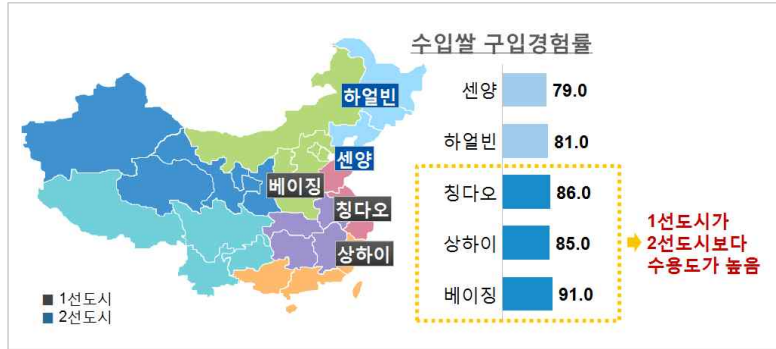 수입쌀 구입경험률
하얼빈
센양
베이징
칭다오
상하이
1선도시
2선도시
센양 79.0
하얼빈 81.0
칭다오 86.0
상하이 85.0
베이징 91.0
1선도시가
2선도시보다
수용도가 높음